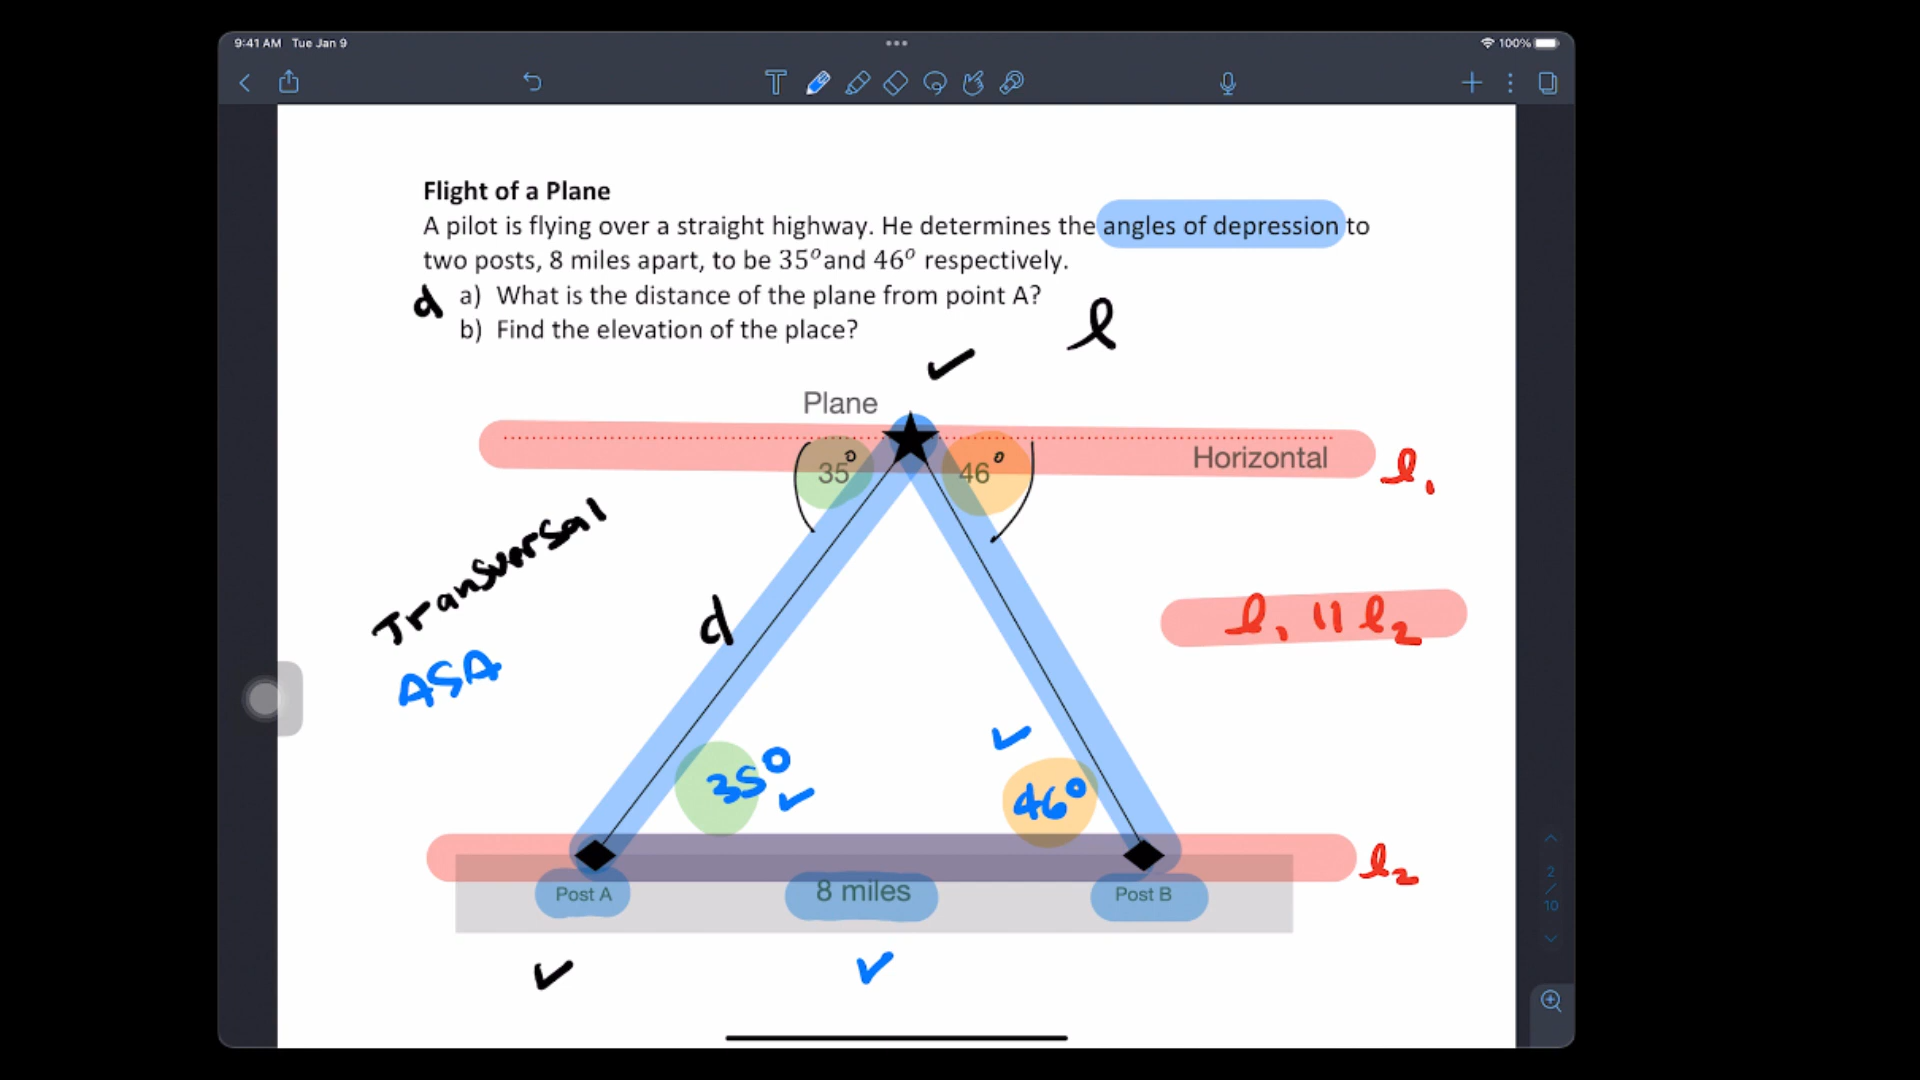 9:41 AM Tue Jan 9
100%
Flight of a Plane
A pilot is flying over a straight highway. He determines the angles of depression to
two posts, 8 miles apart, to be 35° and 46° respectively.
d a) What is the distance of the plane from point A?
b) Find the elevation of the place?
l
Plane
35° 46° Horizontal l₁
Transversal
d
l₁ || l₂
ASA
35° 46°
l₂
Post A 8 miles Post B
2
/
10